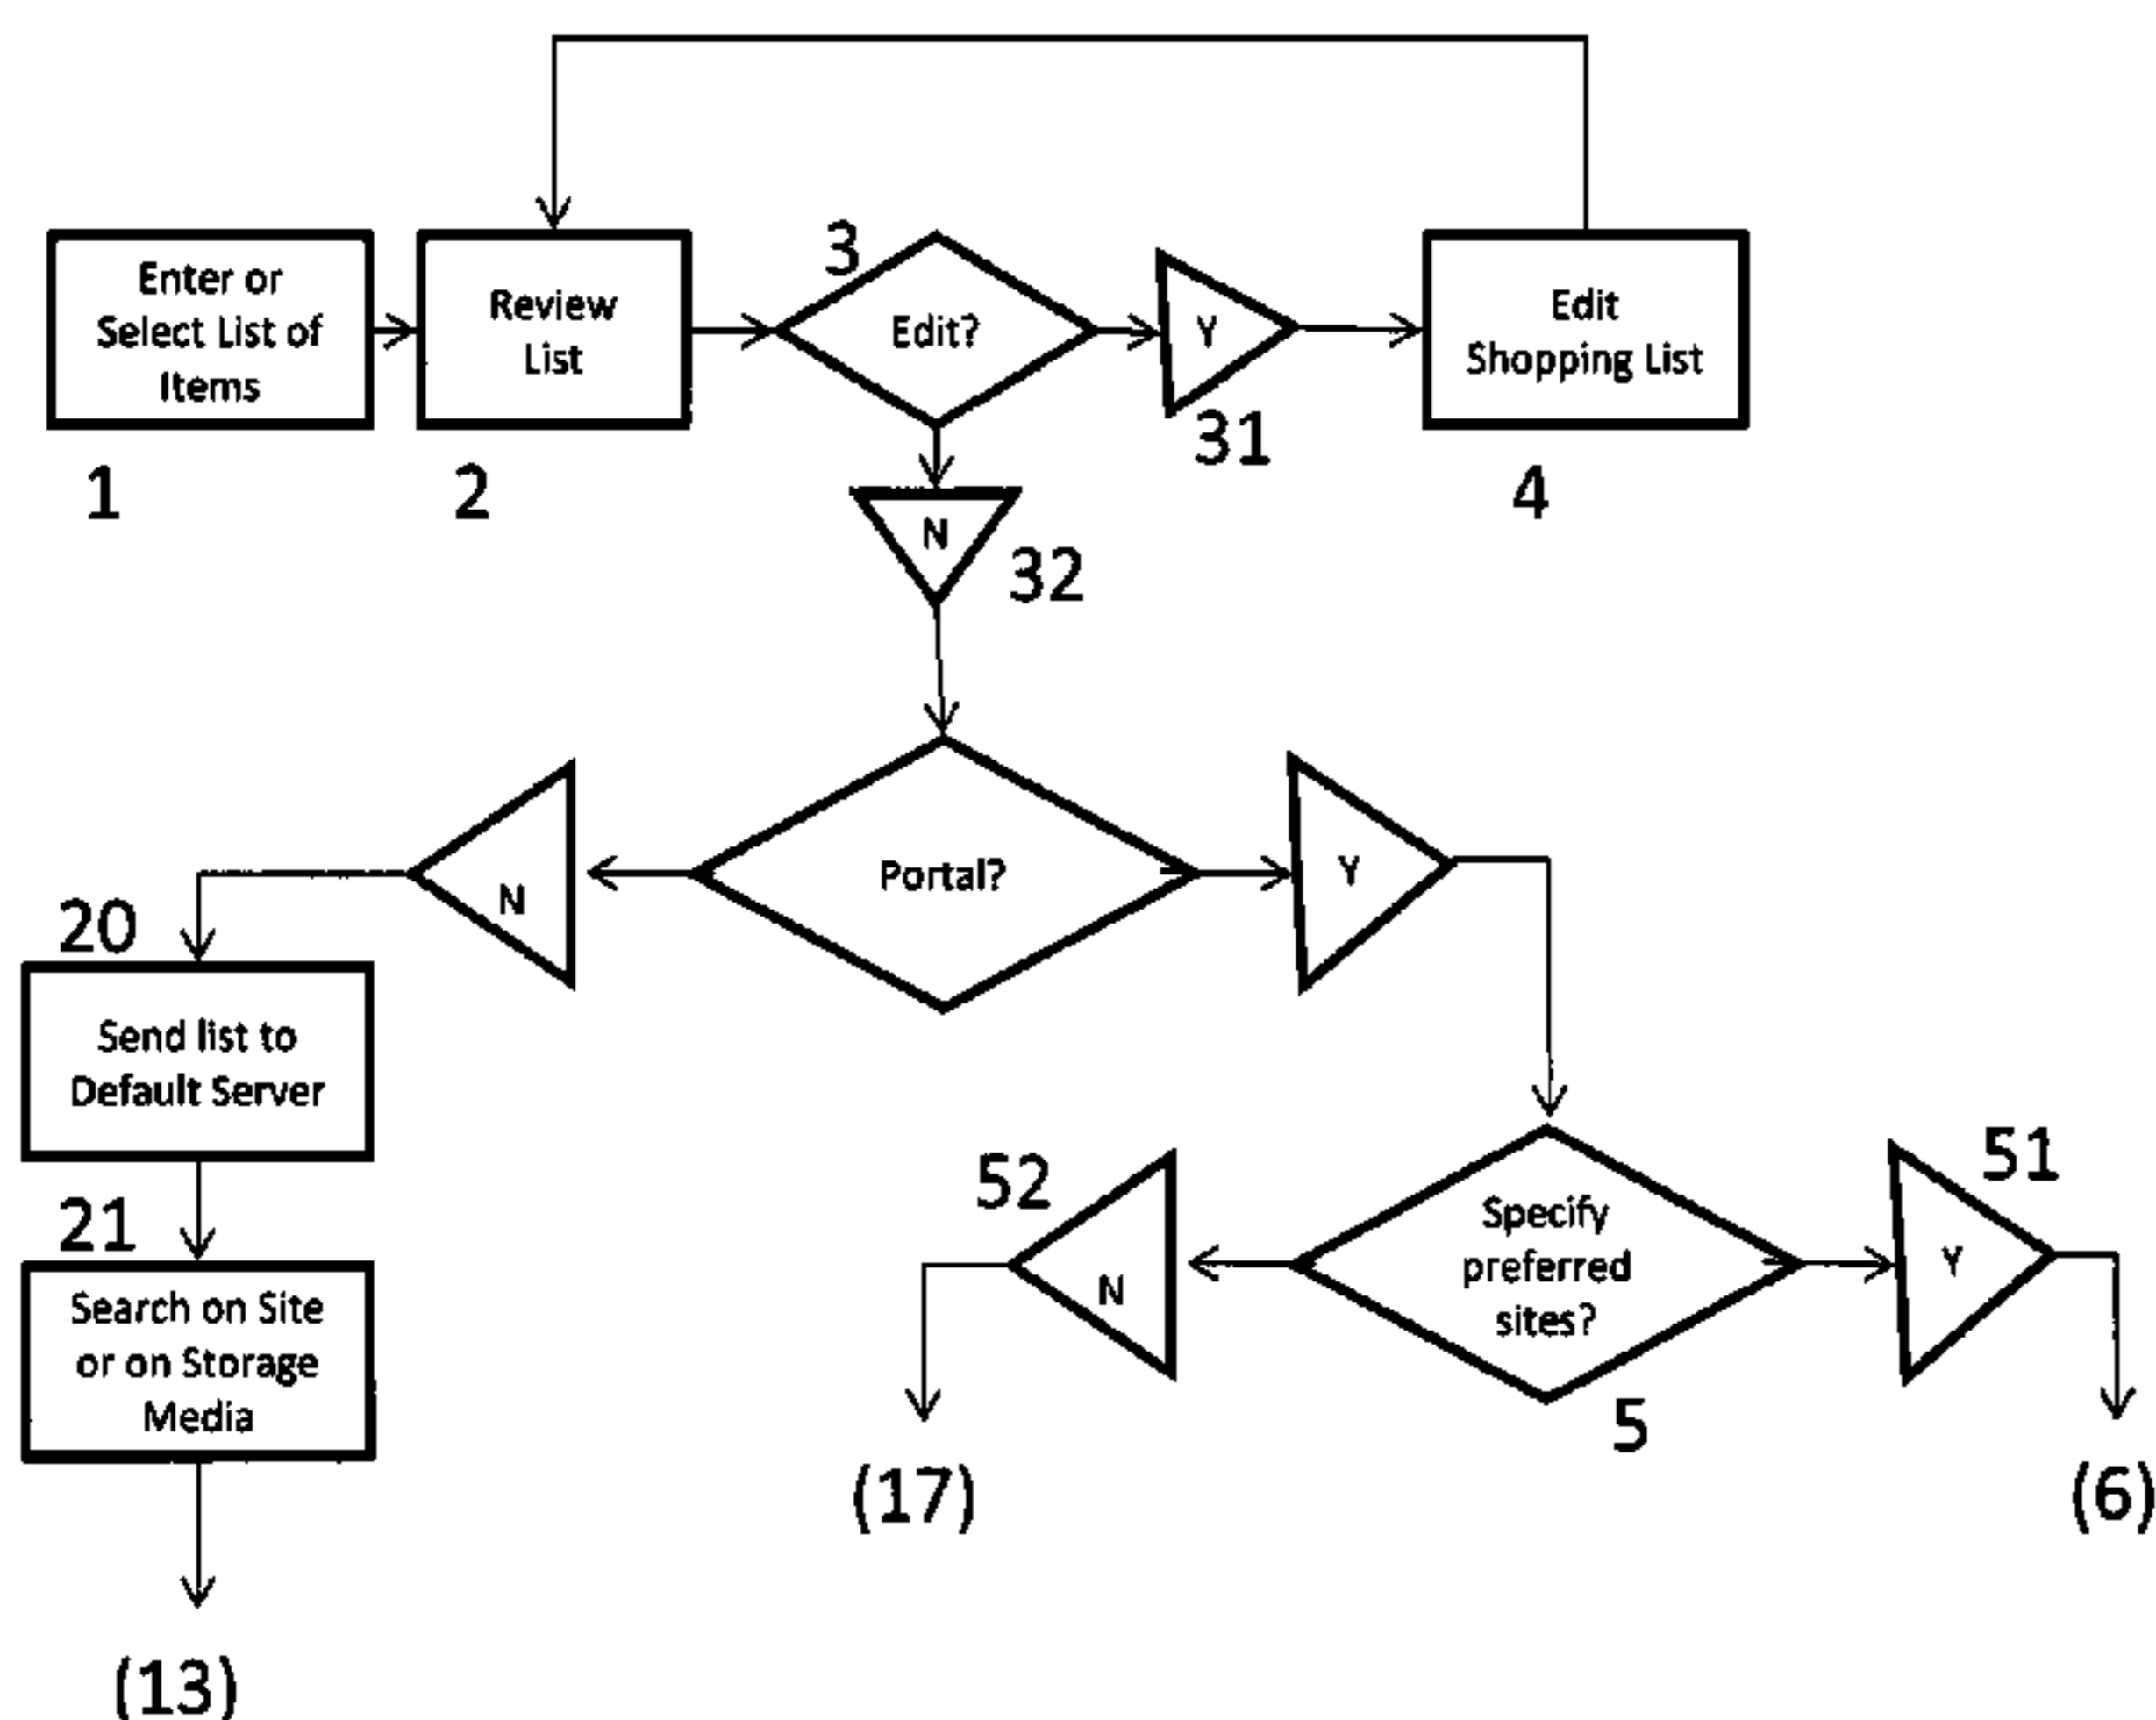 Enter or
Select List of
Items
1
Review
List
2
3
Edit?
Y
31
Edit
Shopping List
4
N
32
Portal?
N
Y
20
Send list to
Default Server
21
Search on Site
or on Storage
Media
(13)
Specify
preferred
sites?
5
52
N
(17)
51
Y
(6)